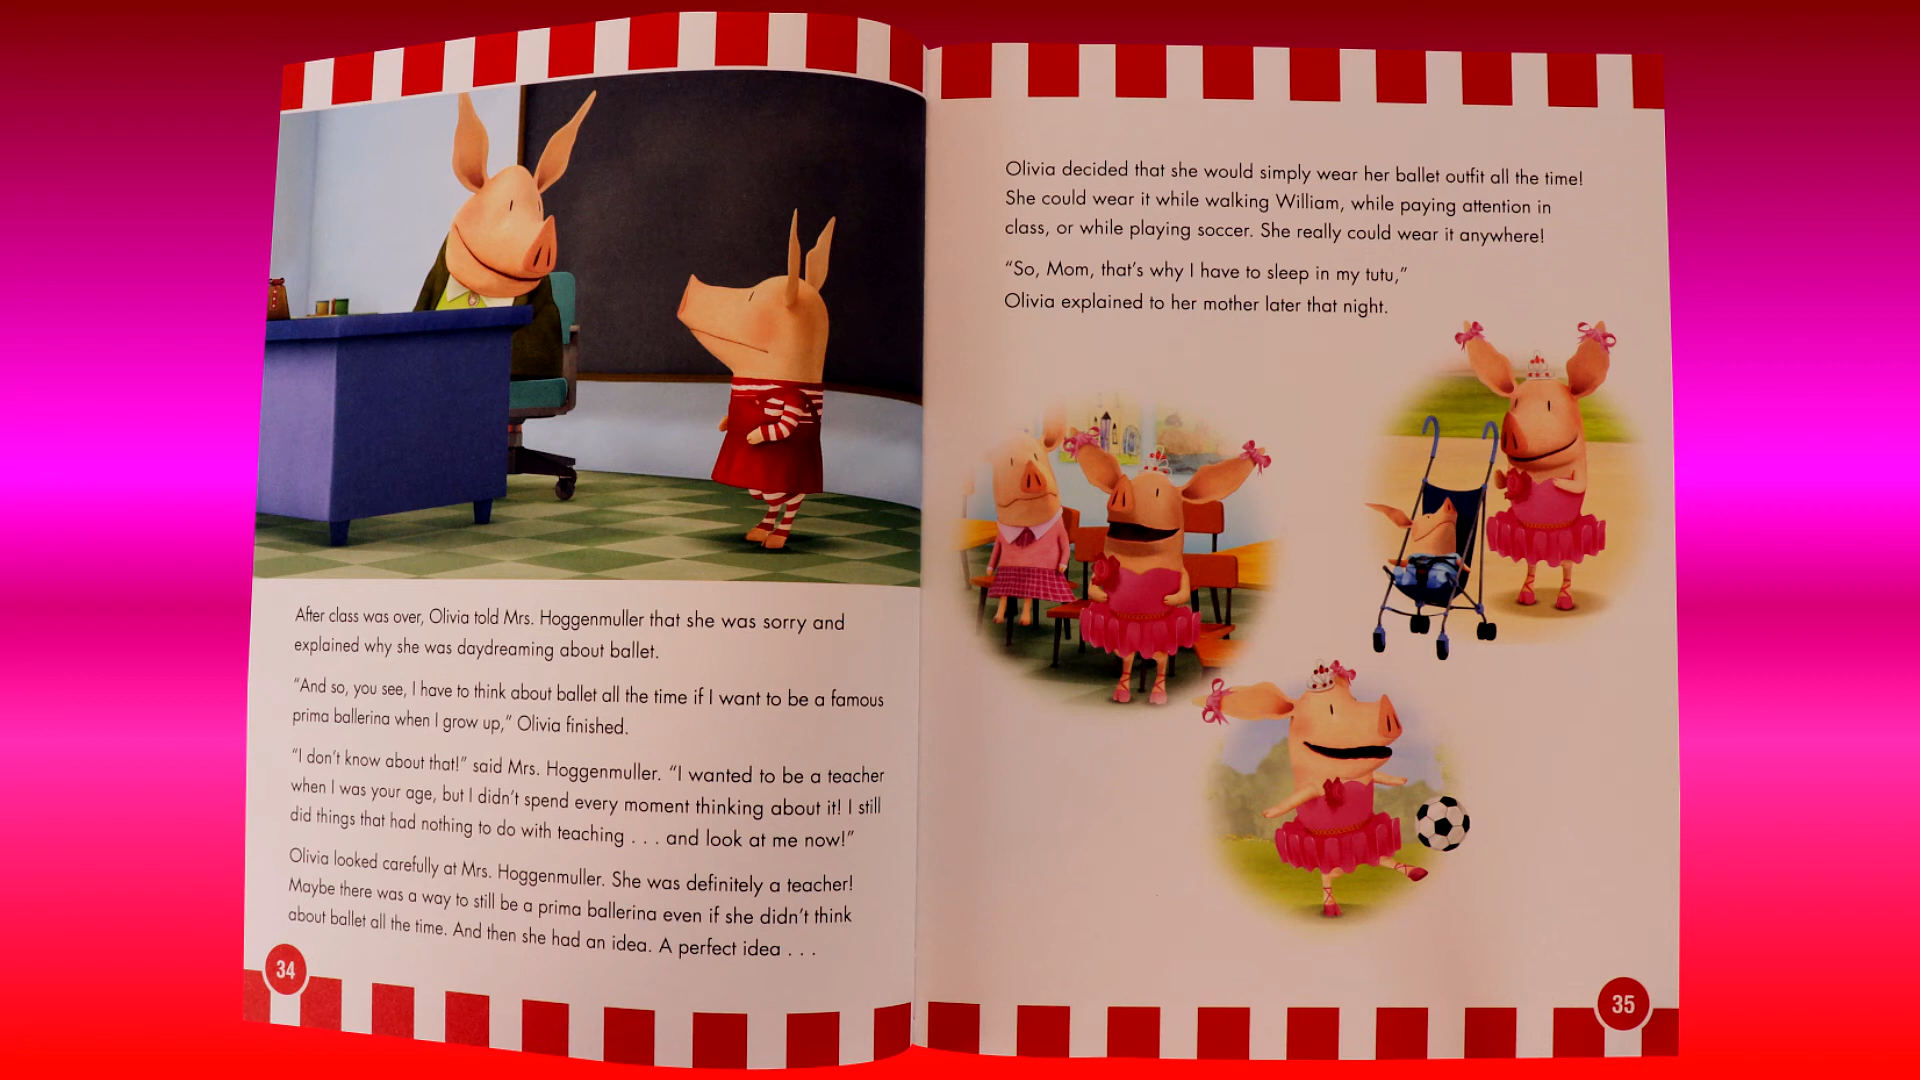 After class was over, Olivia told Mrs. Hoggenmuller that she was sorry and
explained why she was daydreaming about ballet.
“And so, you see, I have to think about ballet all the time if I want to be a famous
prima ballerina when I grow up,” Olivia finished.
“I don’t know about that!” said Mrs. Hoggenmuller. “I wanted to be a teacher
when I was your age, but I didn’t spend every moment thinking about it! I still
did things that had nothing to do with teaching . . . and look at me now!”
Olivia looked carefully at Mrs. Hoggenmuller. She was definitely a teacher!
Maybe there was a way to still be a prima ballerina even if she didn’t think
about ballet all the time. And then she had an idea. A perfect idea . . .
34
Olivia decided that she would simply wear her ballet outfit all the time!
She could wear it while walking William, while paying attention in
class, or while playing soccer. She really could wear it anywhere!
“So, Mom, that’s why I have to sleep in my tutu,”
Olivia explained to her mother later that night.
35